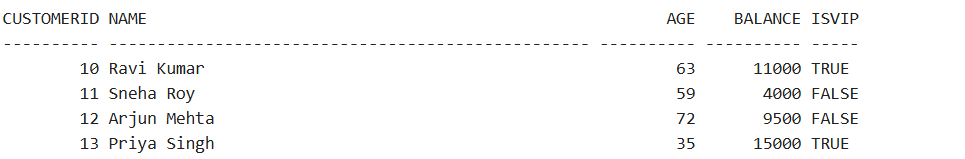 CUSTOMERID NAME                                                      AGE    BALANCE ISVIP
---------- -------------------------------------------------- ---------- ---------- -----
        10 Ravi Kumar                                                 63      11000 TRUE
        11 Sneha Roy                                                  59       4000 FALSE
        12 Arjun Mehta                                                72       9500 FALSE
        13 Priya Singh                                                35      15000 TRUE